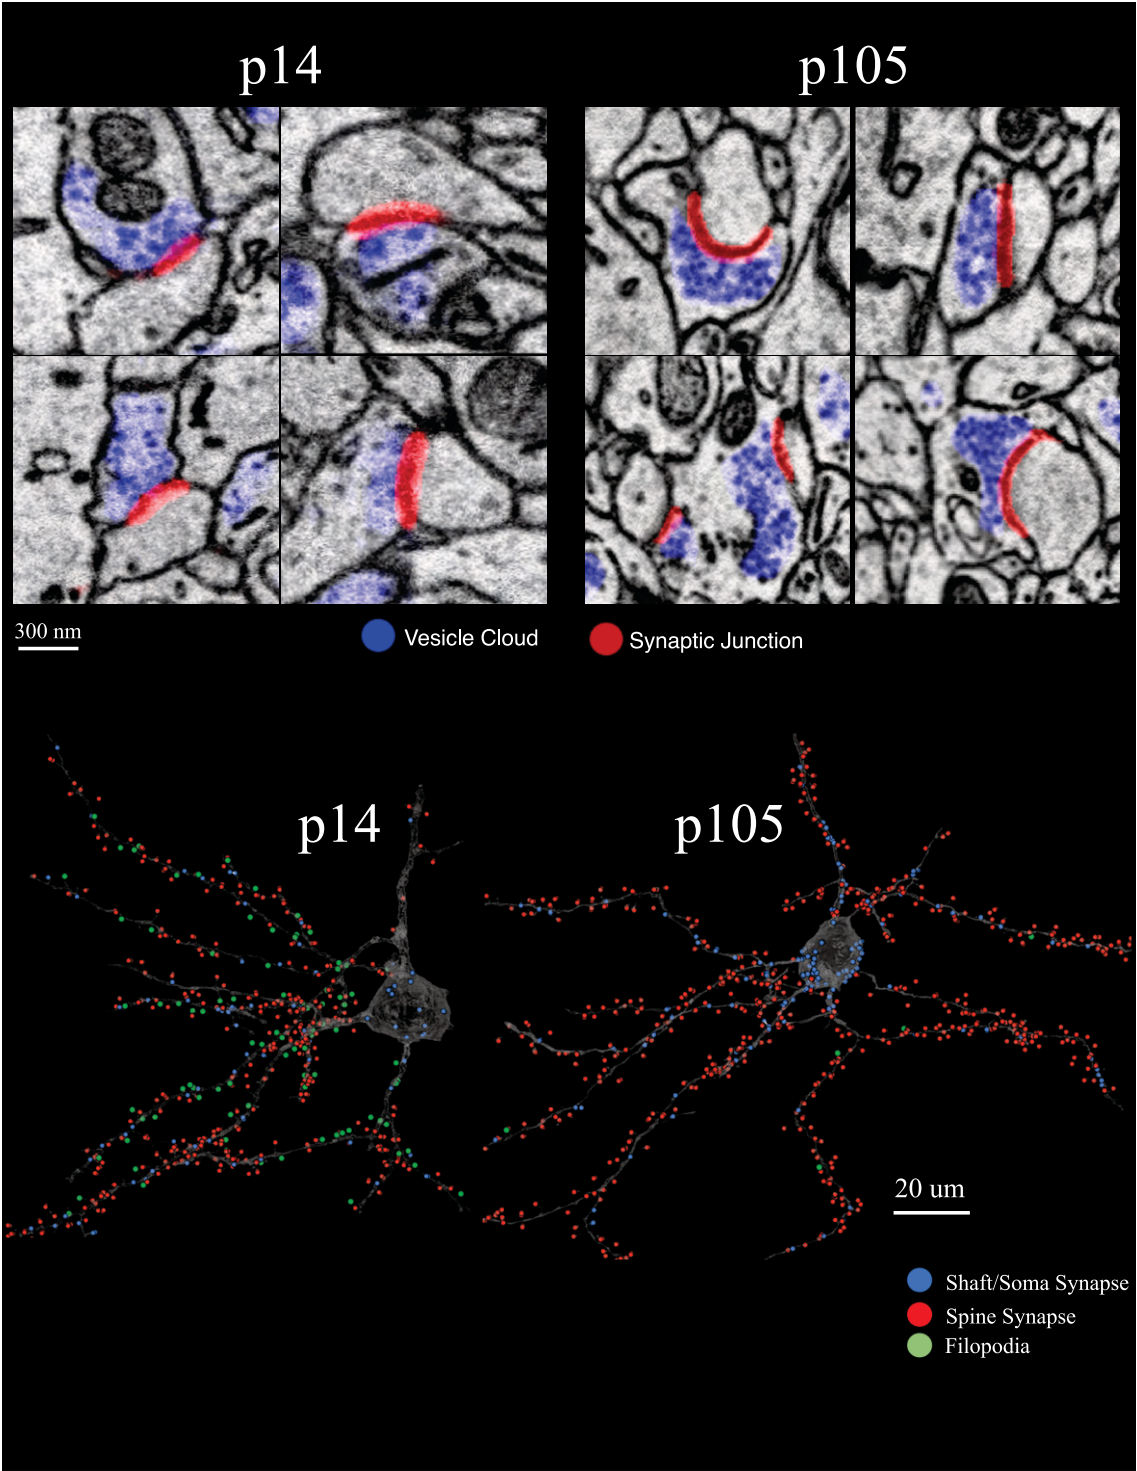 p14
p105
300 nm
Vesicle Cloud
Synaptic Junction
p14
p105
20 um
Shaft/Soma Synapse
Spine Synapse
Filopodia